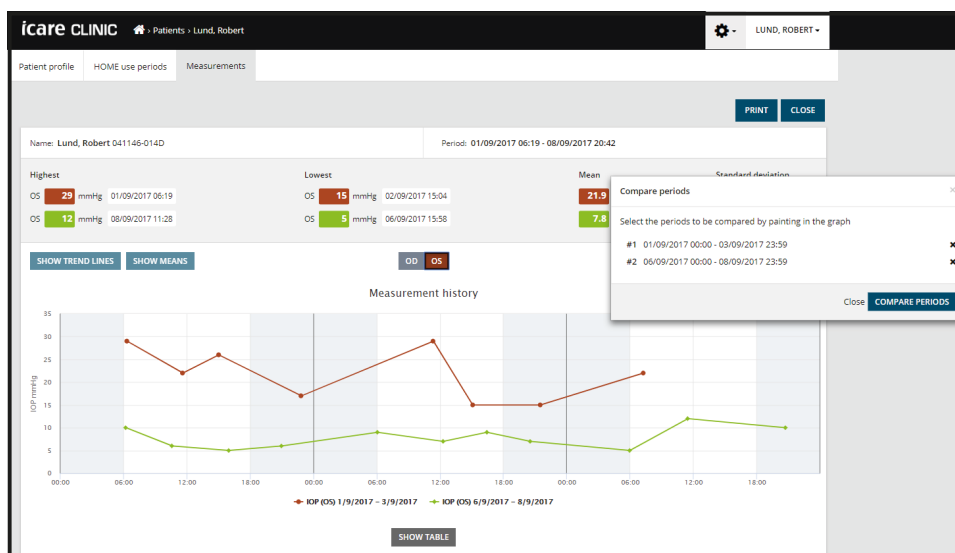 icare CLINIC › Patients › Lund, Robert LUND, ROBERT
Patient profile HOME use periods Measurements
PRINT CLOSE
Name: Lund, Robert 041146-014D Period: 01/09/2017 06:19 - 08/09/2017 20:42
Highest Lowest Mean Standard deviation
OS 29 mmHg 01/09/2017 06:19 OS 15 mmHg 02/09/2017 15:04 21.9
OS 12 mmHg 08/09/2017 11:28 OS 5 mmHg 06/09/2017 15:58 7.8
Compare periods ×
Select the periods to be compared by painting in the graph
#1 01/09/2017 00:00 - 03/09/2017 23:59 ×
#2 06/09/2017 00:00 - 08/09/2017 23:59 ×
Close COMPARE PERIODS
SHOW TREND LINES SHOW MEANS OD OS
Measurement history
35
30
25
20
15
10
5
0
IOP mmHg
00:00 06:00 12:00 18:00 00:00 06:00 12:00 18:00 00:00 06:00 12:00 18:00
IOP (OS) 1/9/2017 – 3/9/2017 IOP (OS) 6/9/2017 – 8/9/2017
SHOW TABLE